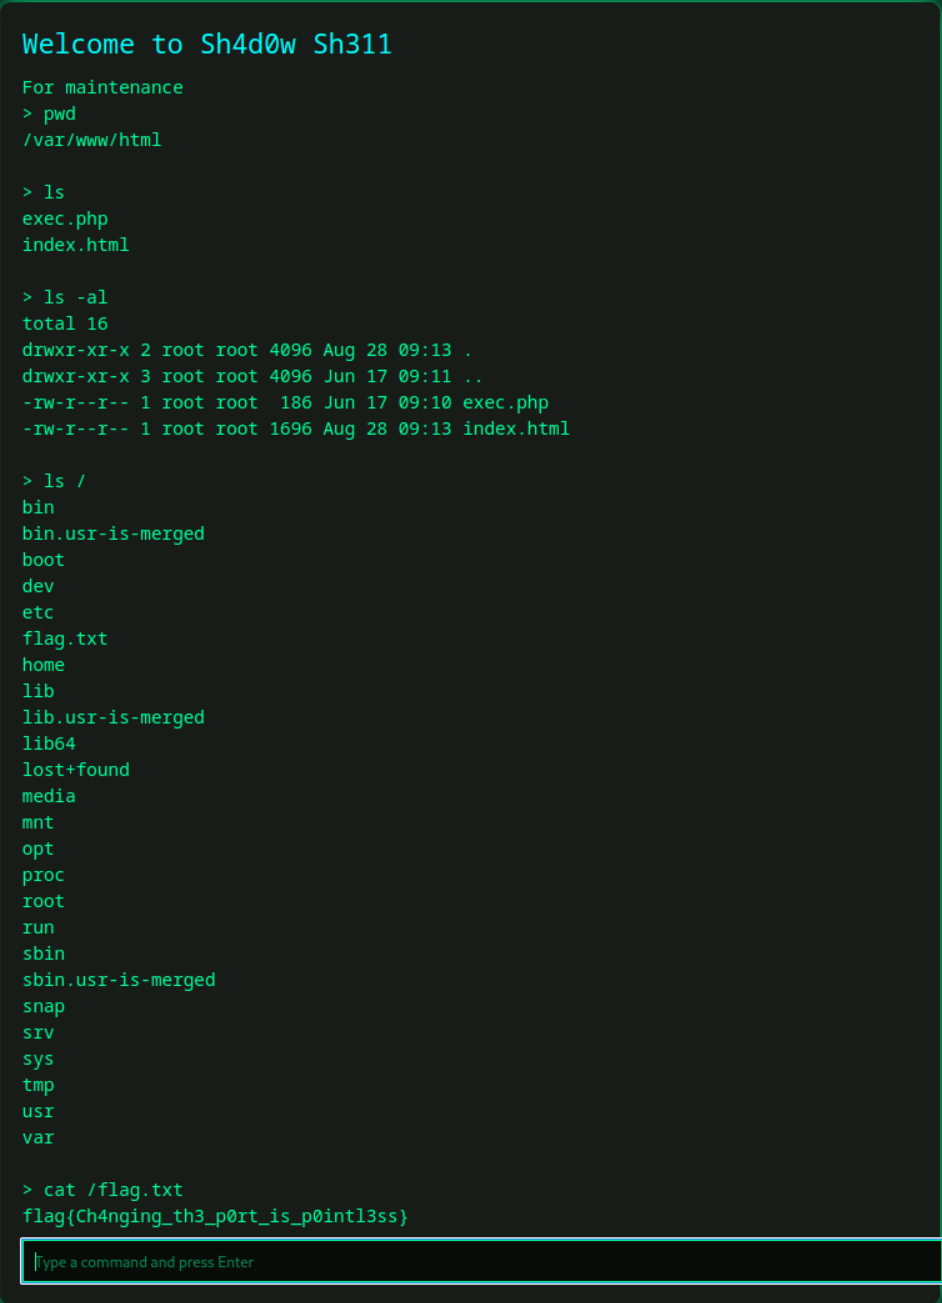 Welcome to Sh4d0w Sh311
For maintenance
> pwd
/var/www/html
> ls
exec.php
index.html
> ls -al
total 16
drwxr-xr-x 2 root root 4096 Aug 28 09:13 .
drwxr-xr-x 3 root root 4096 Jun 17 09:11 ..
-rw-r--r-- 1 root root  186 Jun 17 09:10 exec.php
-rw-r--r-- 1 root root 1696 Aug 28 09:13 index.html
> ls /
bin
bin.usr-is-merged
boot
dev
etc
flag.txt
home
lib
lib.usr-is-merged
lib64
lost+found
media
mnt
opt
proc
root
run
sbin
sbin.usr-is-merged
snap
srv
sys
tmp
usr
var
> cat /flag.txt
flag{Ch4nging_th3_p0rt_is_p0intl3ss}
Type a command and press Enter